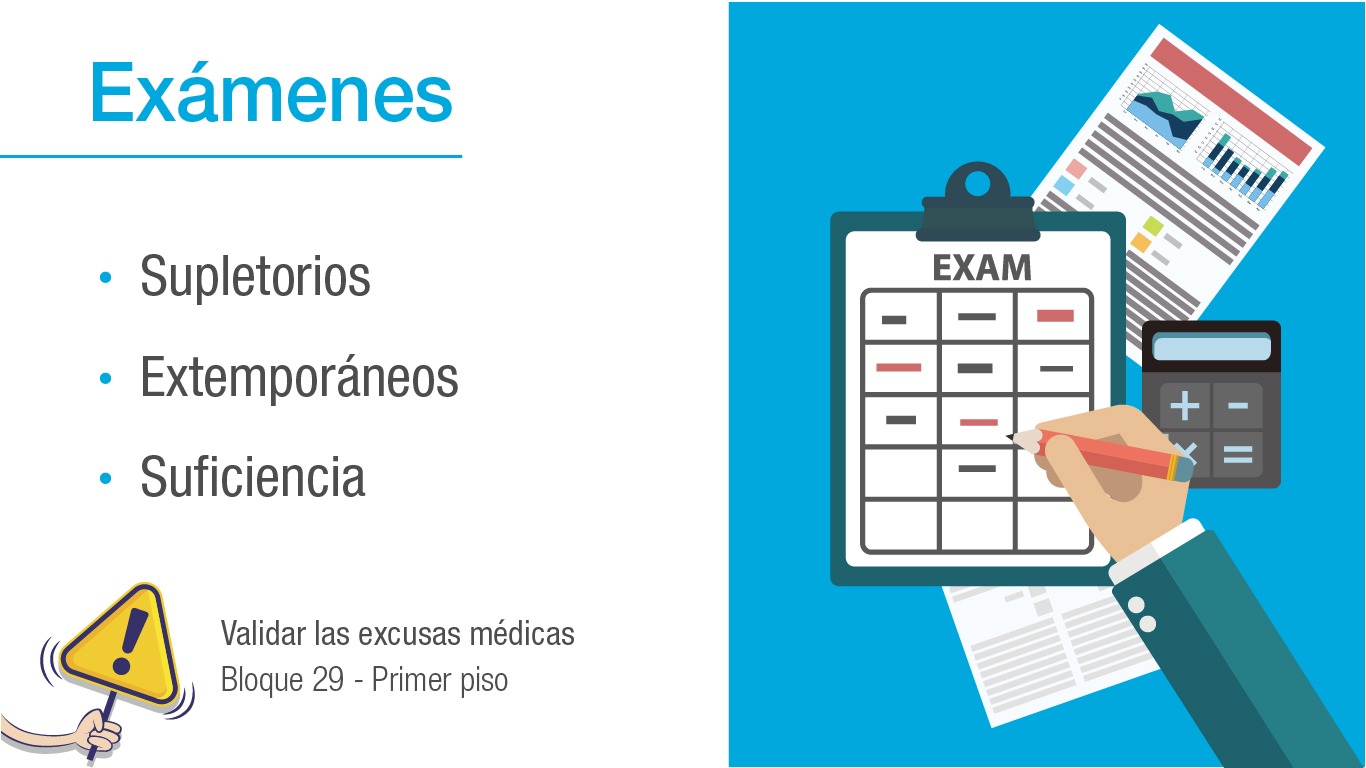 Exámenes
• Supletorios
• Extemporáneos
• Suficiencia
Validar las excusas médicas
Bloque 29 - Primer piso
EXAM